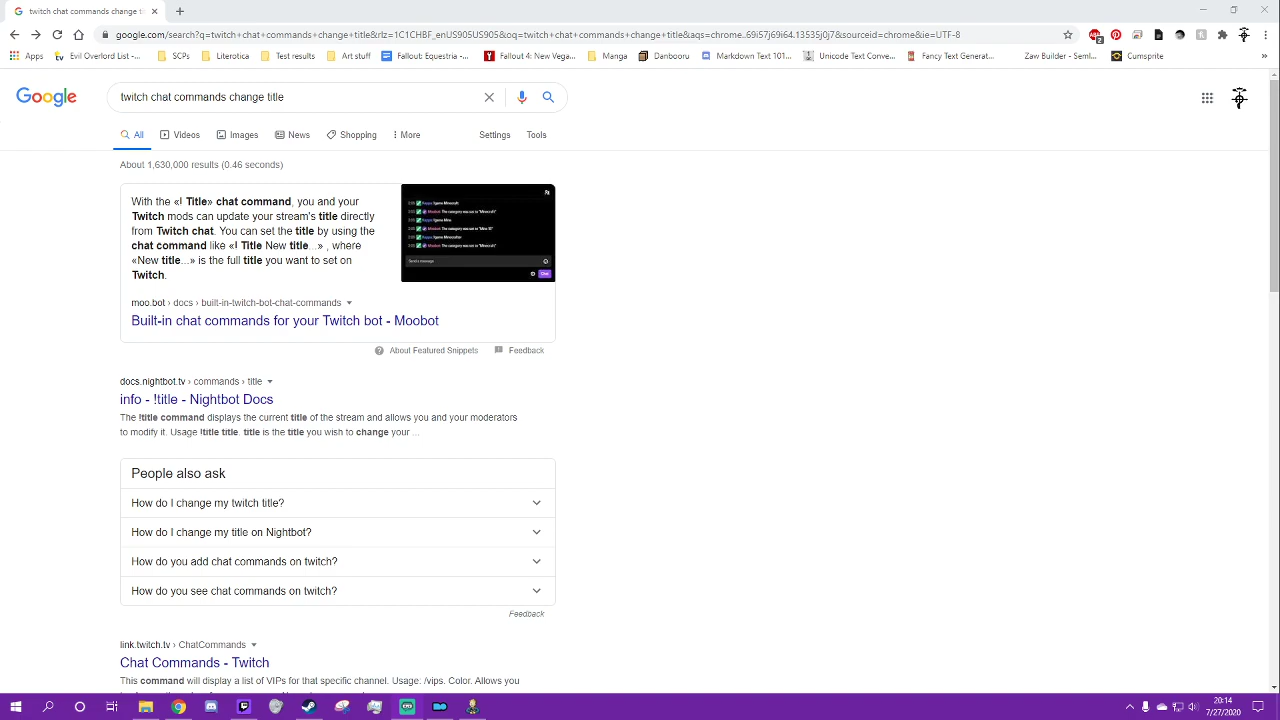 twitch chat commands change ti
google.com/search?q=twitch+chat+commands+change+title&rlz=1C1CHBF_enUS905US905&oq=twitch+chat+commands+change+title&aqs=chrome..69i57j69i64.13535j0j7&sourceid=chrome&ie=UTF-8
Apps Evil Overlord List -... SCPs Eterotica Test results Art stuff Double Equestria -... Fallout 4: New Vega... Manga Danbooru Markdown Text 101... Unicode Text Conve... Fancy Text Generat... Zaw Builder - Seml... Cumsprite »
Google
twitch chat commands change title
All Videos Images News Shopping More Settings Tools
About 1,630,000 results (0.46 seconds)
With the «!title» chat command, you and your
Twitch mods can update your stream's title directly
from your chat. You can set the title by using the
command like «! Title New title...» , where
«New title...» is the full title you want to set on
Twitch.
moo.bot › docs › built-in-twitch-bot-chat-commands
Built-in chat commands for your Twitch bot - Moobot
About Featured Snippets Feedback
docs.nightbot.tv › commands › title
info - !title - Nightbot Docs
The !title command displays the current title of the stream and allows you and your moderators
to modify it. Usage !title title. title is the title you wish to change your ...
People also ask
How do I change my twitch title?
How do I change my title on Nightbot?
How do you add chat commands on twitch?
How do you see chat commands on twitch?
Feedback
link.twitch.tv › ChatCommands
Chat Commands - Twitch
This command will display a list of VIPs for that specific channel. Usage: /vips. Color. Allows you
20:14
7/27/2020